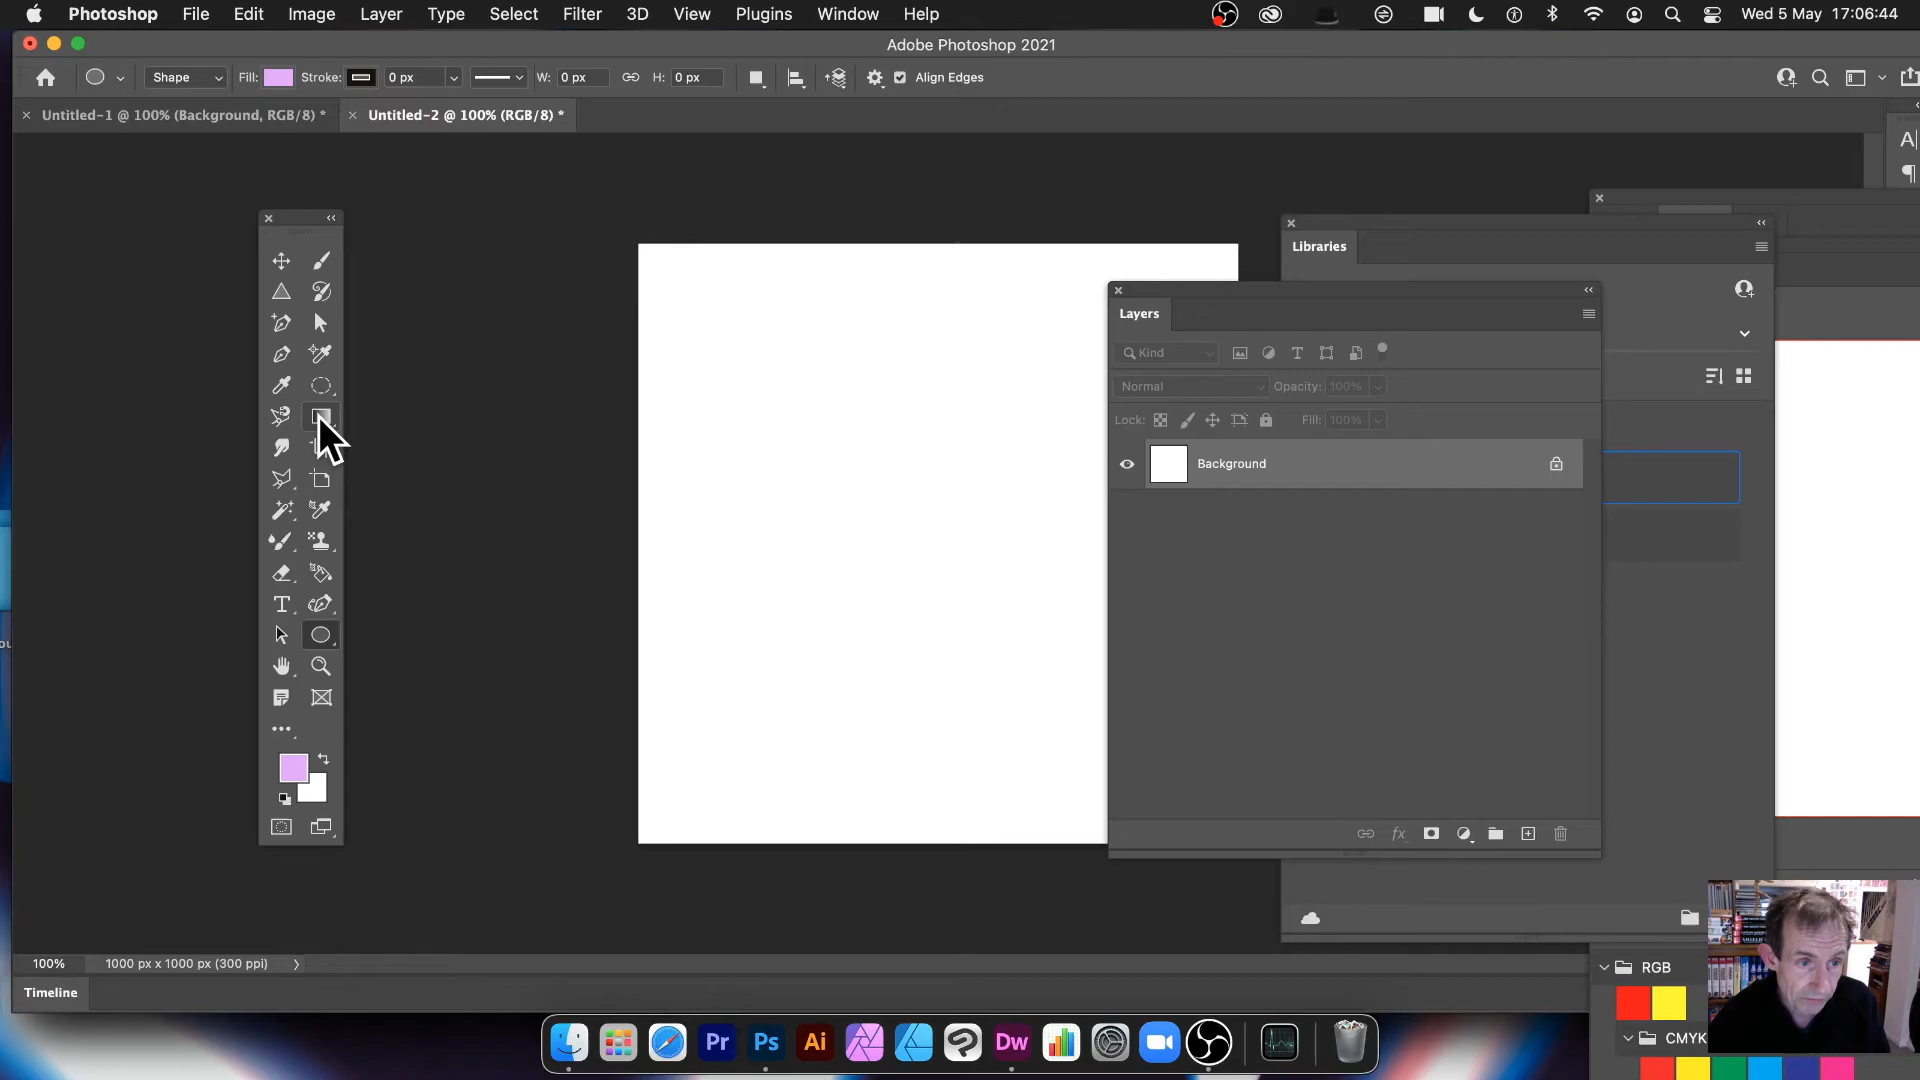 Photoshop File Edit Image Layer Type Select Filter 3D View Plugins Window Help Wed 5 May 17:06:44
Adobe Photoshop 2021
Shape Fill: Stroke: 0 px W: 0 px H: 0 px Align Edges
Untitled-1 @ 100% (Background, RGB/8) * Untitled-2 @ 100% (RGB/8) *
Libraries
Layers
Kind
Normal Opacity: 100%
Lock: Fill: 100%
Background
fx
100% 1000 px x 1000 px (300 ppi)
RGB
Timeline
CMYK
Pr Ps Ai Dw